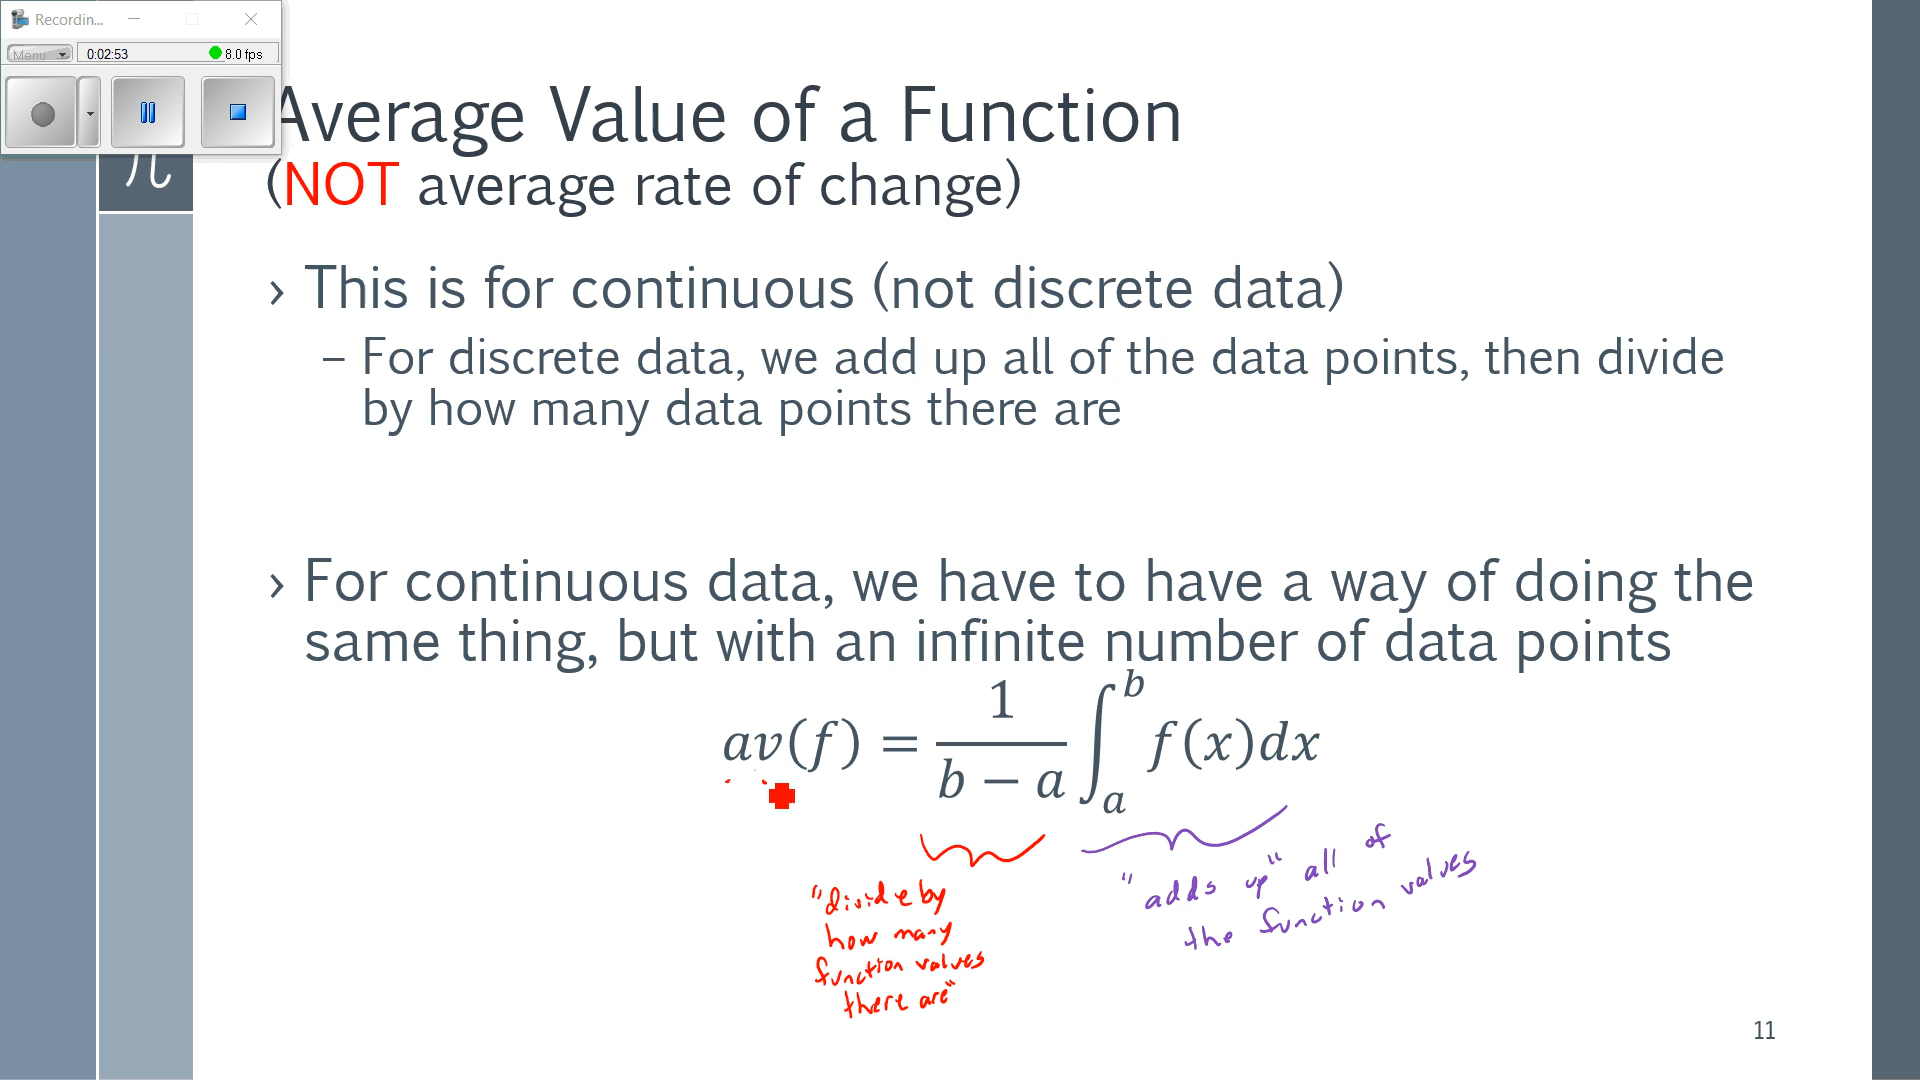 Recordin...
Menu
0:02:53
8.0 fps
π
Average Value of a Function
(NOT average rate of change)
› This is for continuous (not discrete data)
– For discrete data, we add up all of the data points, then divide
by how many data points there are
› For continuous data, we have to have a way of doing the
same thing, but with an infinite number of data points
av(f) = \frac{1}{b − a} \int_a^b f(x)dx
"divide by
how many
function values
there are"
"adds up" all of
the function values
11